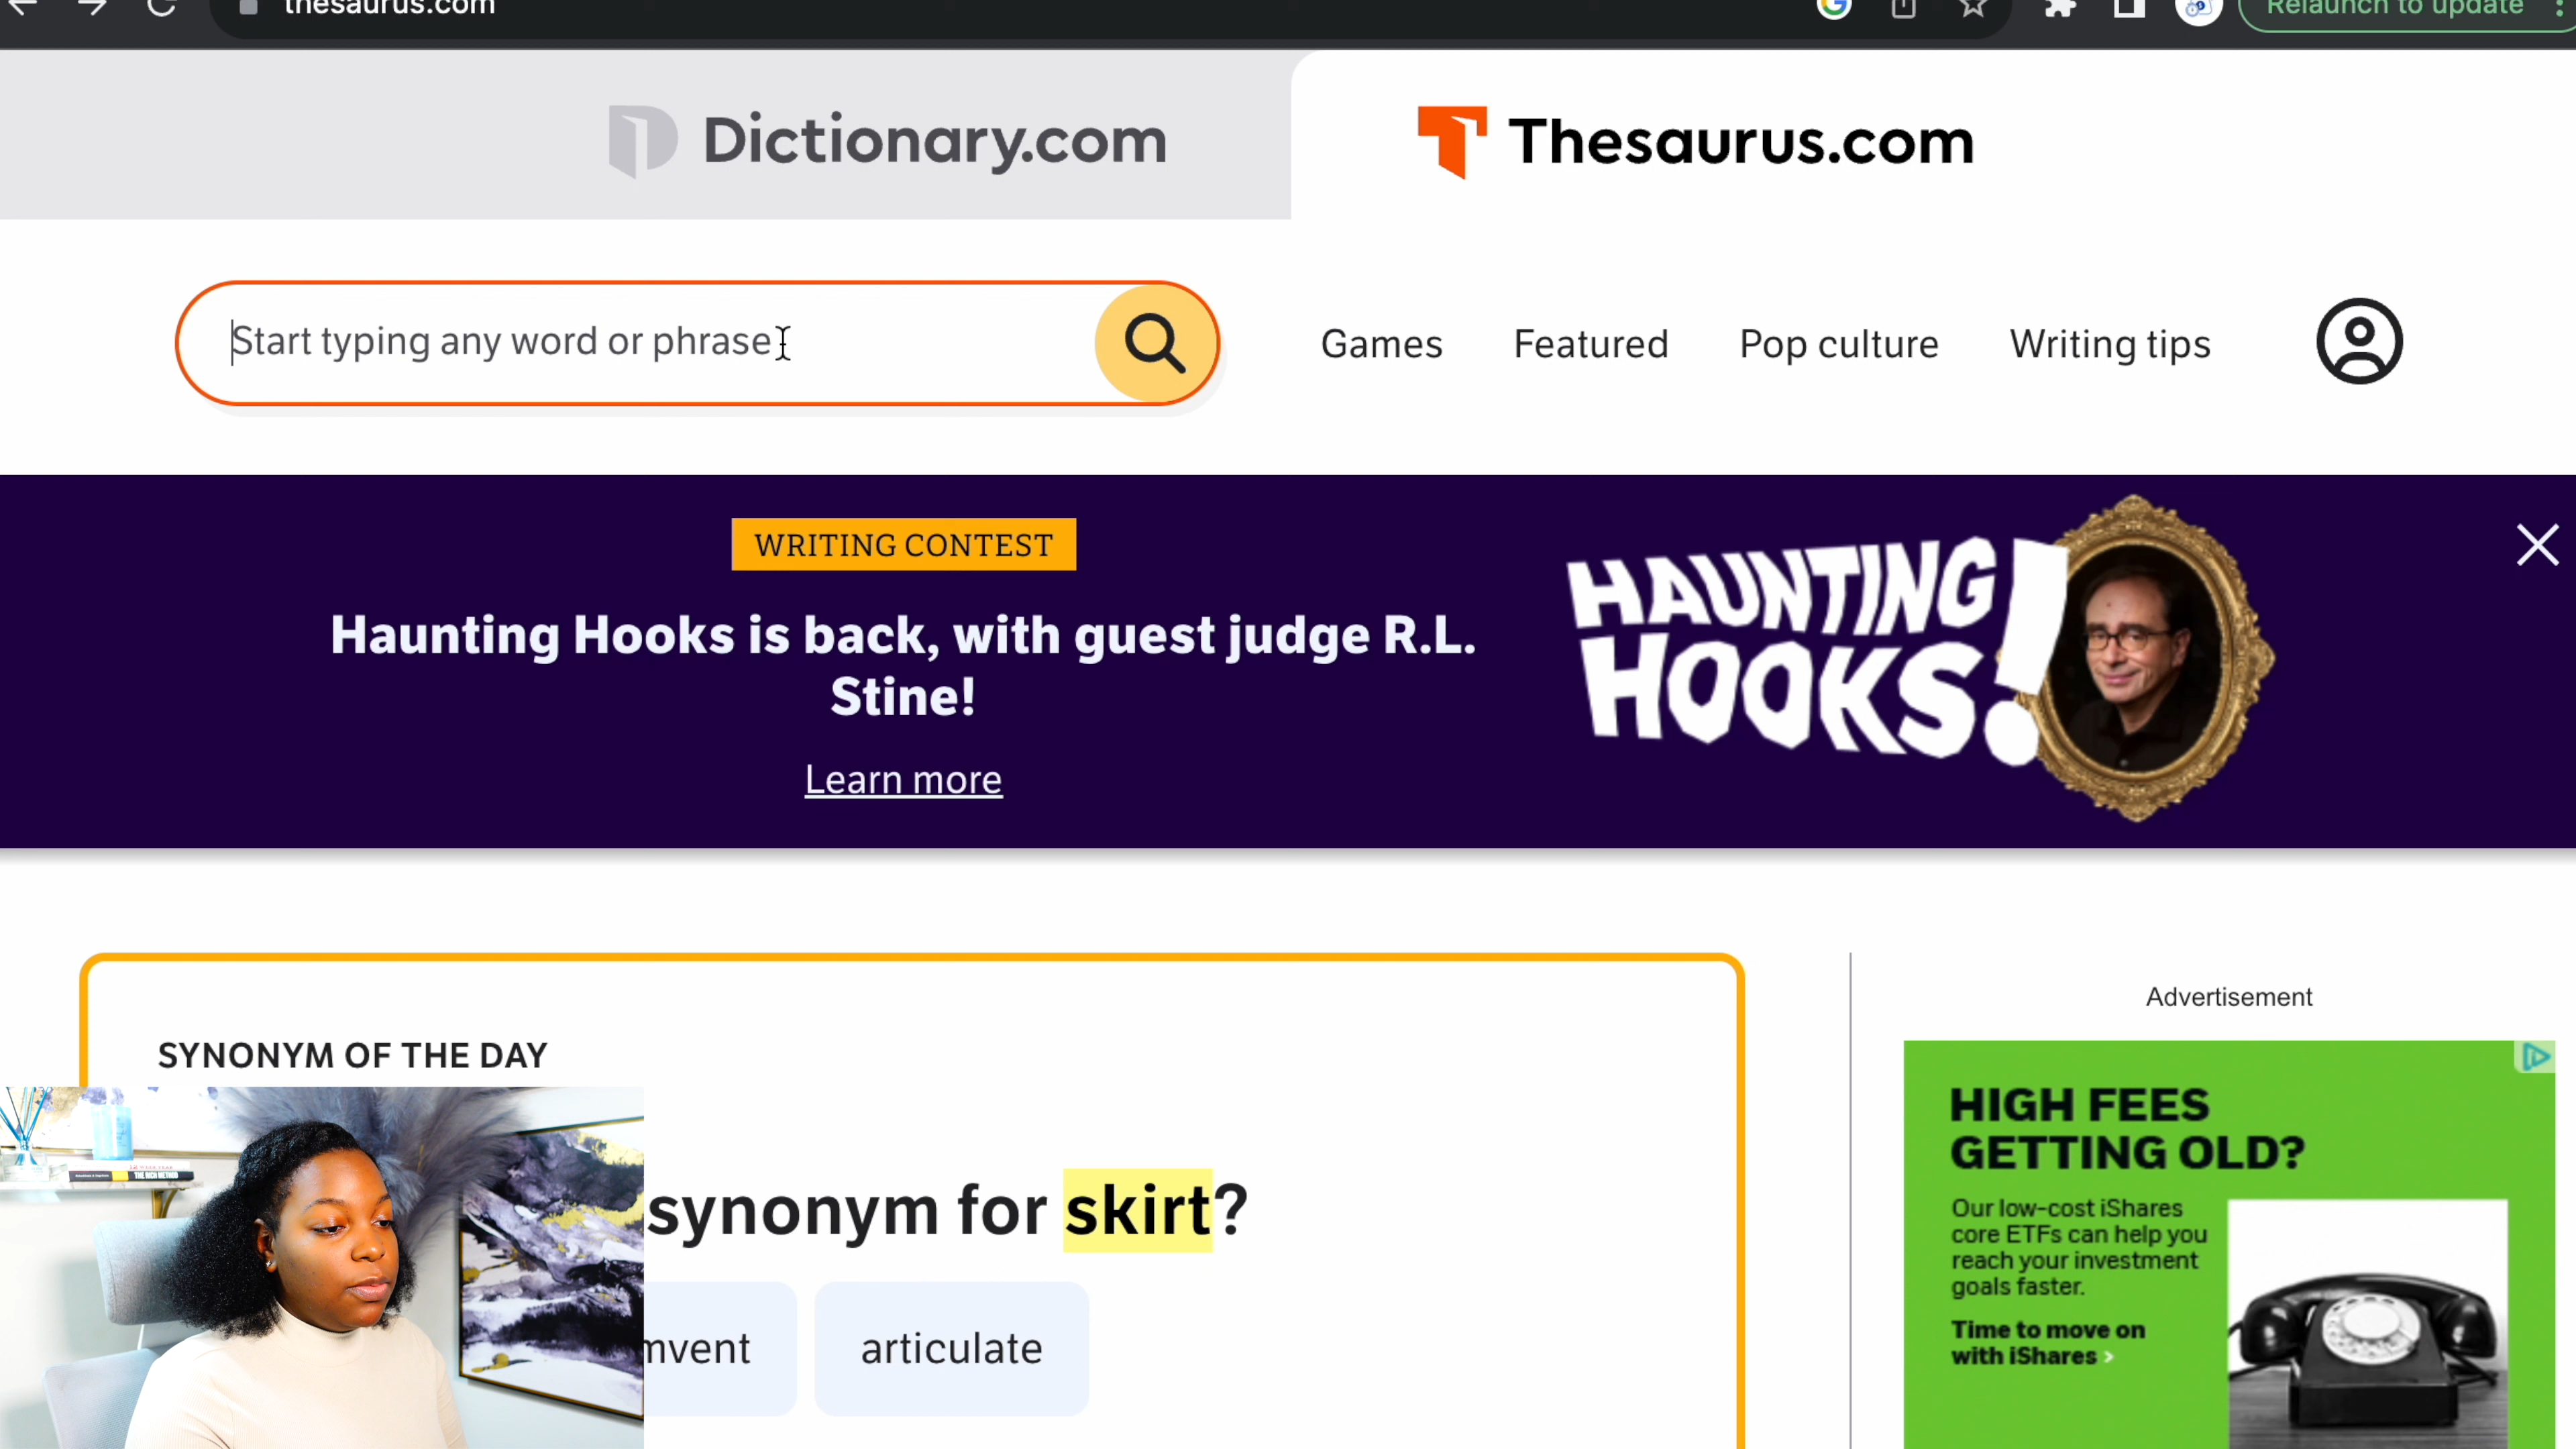 thesaurus.com
Relaunch to update
Dictionary.com
Thesaurus.com
Start typing any word or phrase
Games
Featured
Pop culture
Writing tips
WRITING CONTEST
Haunting Hooks is back, with guest judge R.L.
Stine!
Learn more
HAUNTING
HOOKS!
SYNONYM OF THE DAY
synonym for skirt?
mvent
articulate
Advertisement
HIGH FEES
GETTING OLD?
Our low-cost iShares
core ETFs can help you
reach your investment
goals faster.
Time to move on
with iShares >